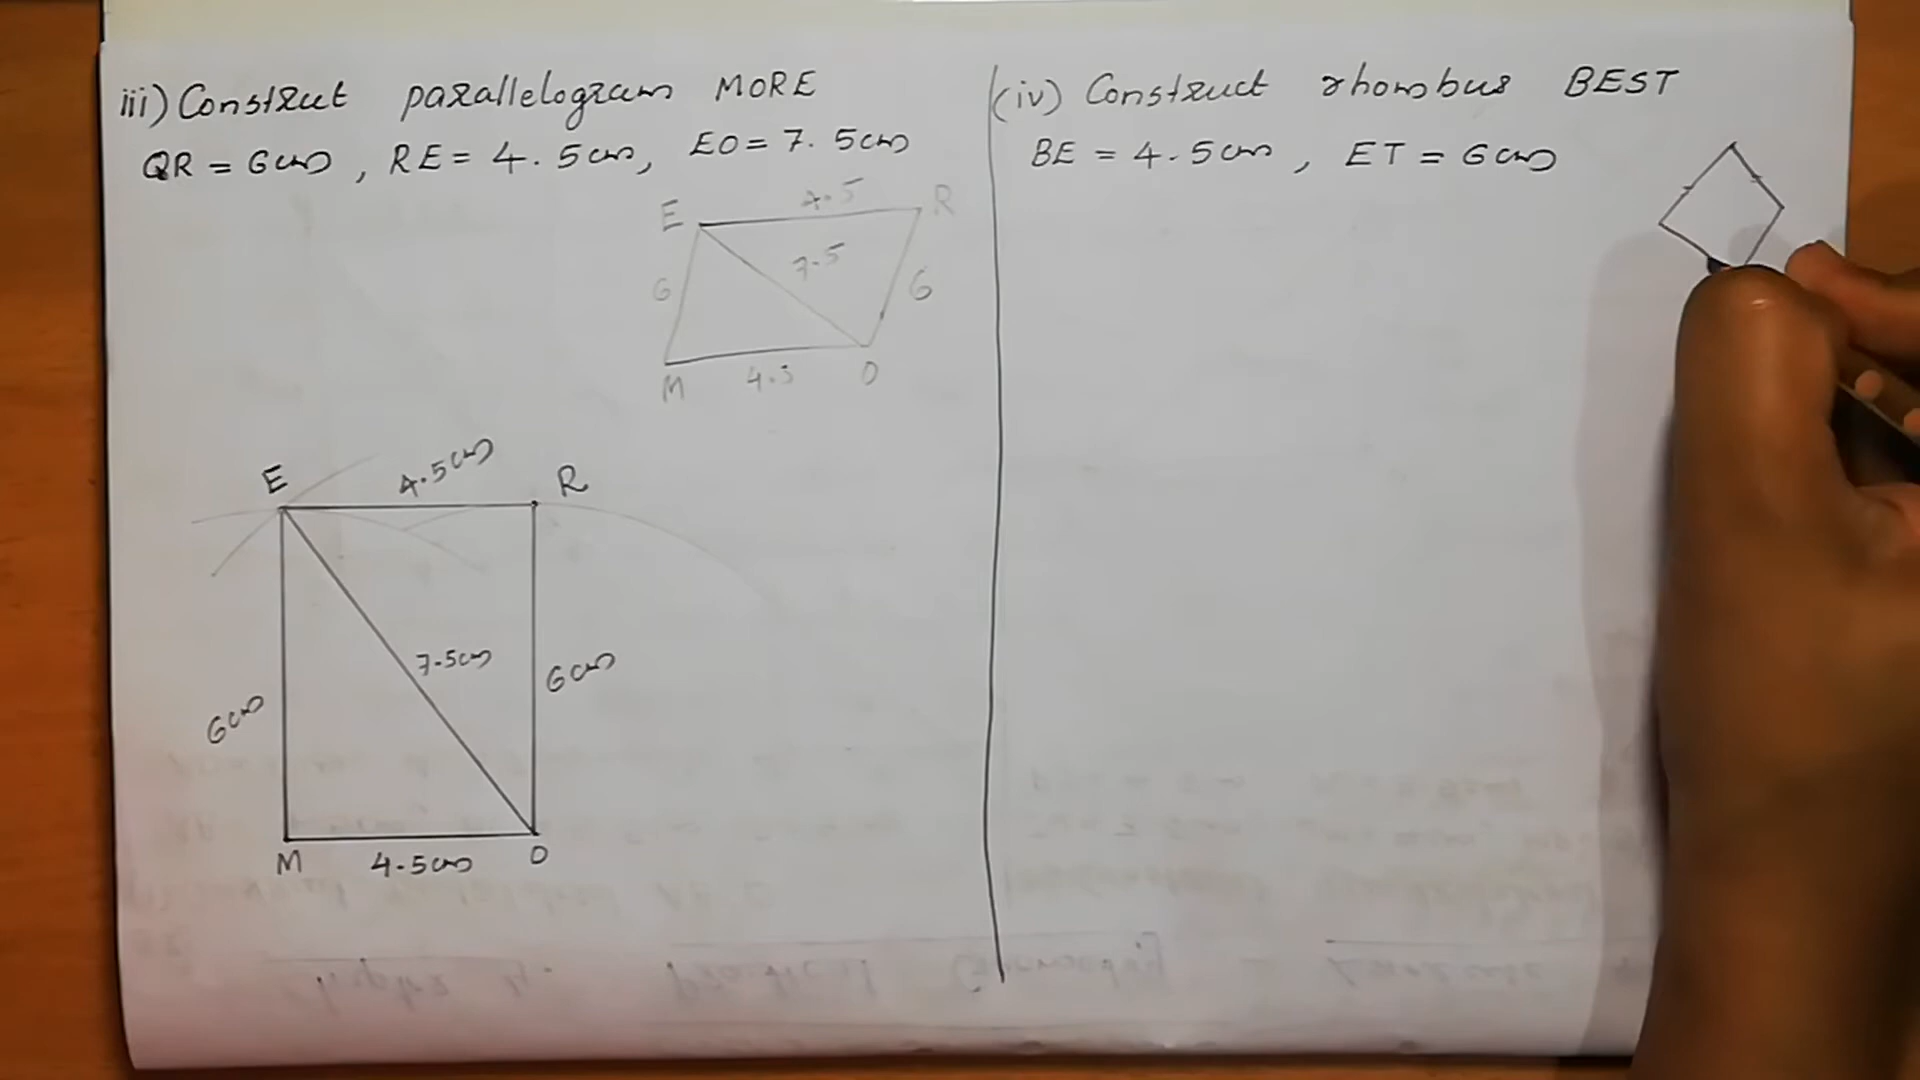 iii) Construct parallelogram MORE
OR = 6cm, RE = 4.5cm, EO = 7.5cm
4.5
E R
7.5
6 6
M 4.5 O
E 4.5cm R
7.5cm
6cm 6cm
M 4.5cm O
(iv) Construct rhombus BEST
BE = 4.5cm, ET = 6cm